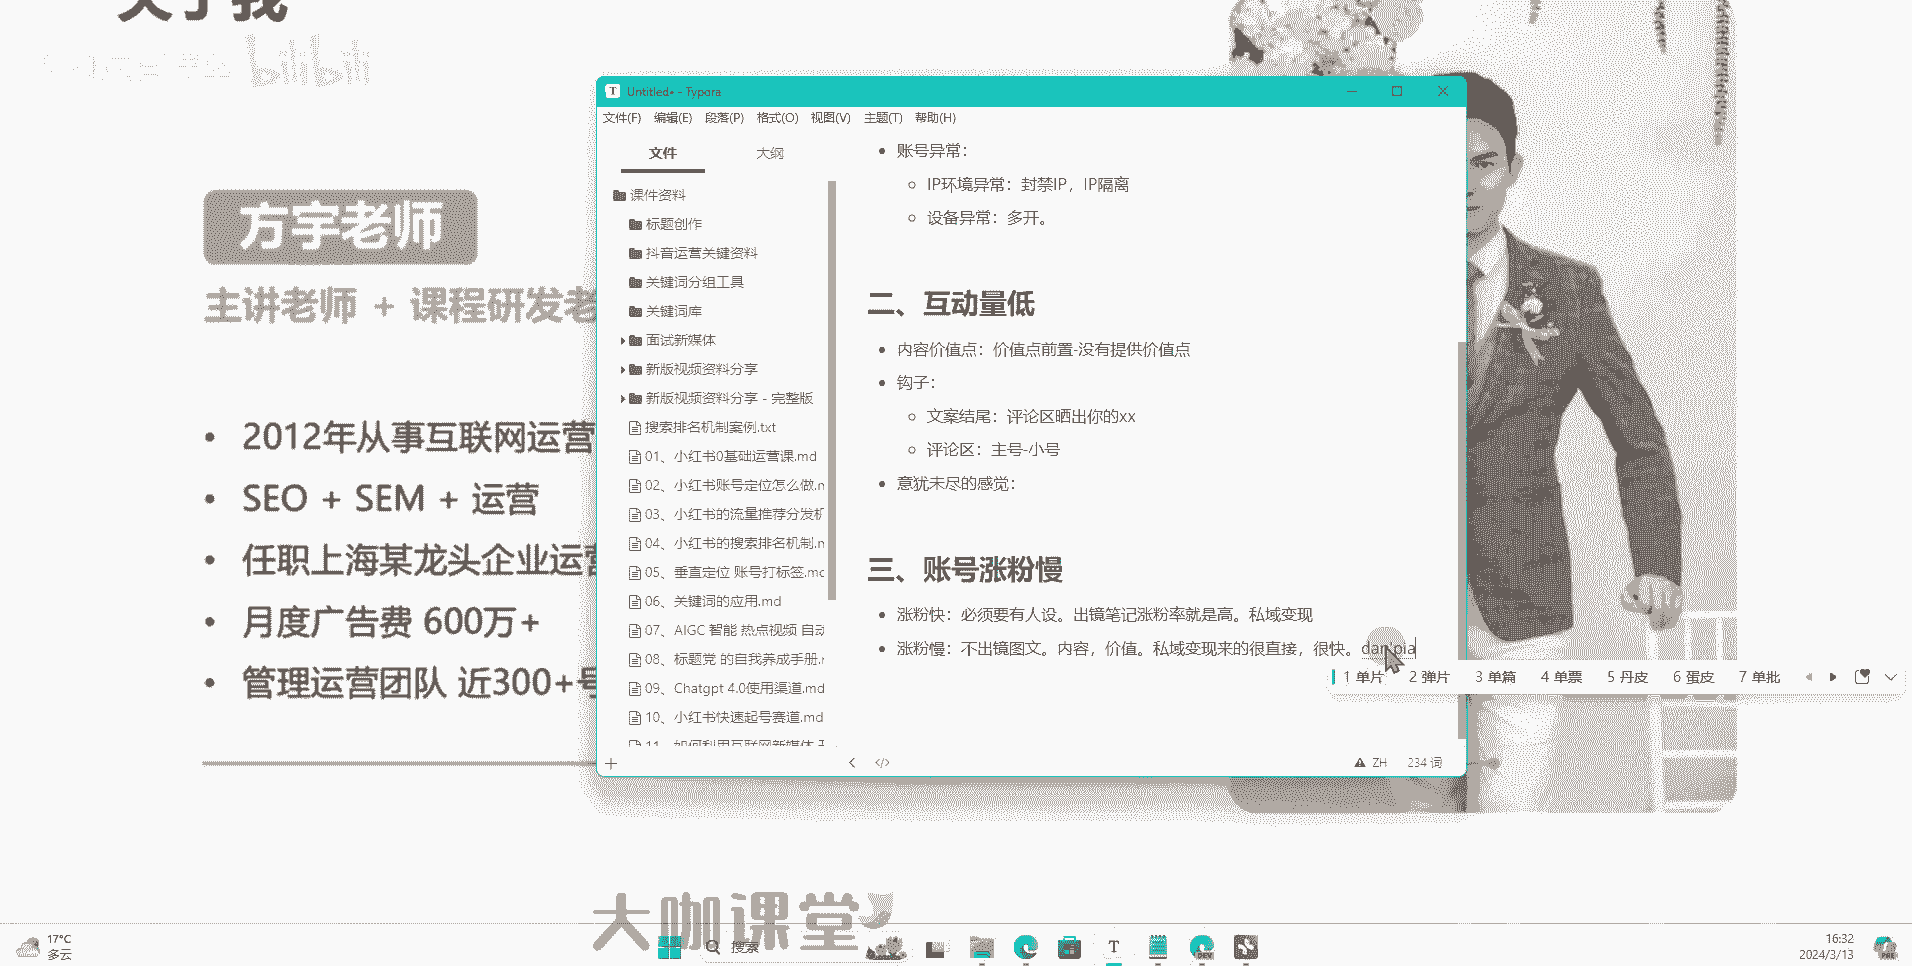 关于我
bilibili
方宇老师
主讲老师 + 课程研发老
2012年从事互联网运营
SEO + SEM + 运营
任职上海某龙头企业运营
月度广告费 600万+
管理运营团队 近300+号
Untitled• - Typora
文件(F) 编辑(E) 段落(P) 格式(O) 视图(V) 主题(T) 帮助(H)
文件 大纲
课件资料
标题创作
抖音运营关键资料
关键词分组工具
关键词库
面试新媒体
新版视频资料分享
新版视频资料分享 - 完整版
搜索排名机制案例.txt
01、小红书0基础运营课.md
02、小红书账号定位怎么做.m
03、小红书的流量推荐分发机
04、小红书的搜索排名机制.m
05、垂直定位 账号打标签.mc
06、关键词的应用.md
07、AIGC 智能 热点视频 自动
08、标题党 的自我养成手册.r
09、Chatgpt 4.0使用渠道.md
10、小红书快速起号赛道.md
11、如何利用互联网新媒体
账号异常：
IP环境异常：封禁IP，IP隔离
设备异常：多开。
二、互动量低
内容价值点：价值点前置-没有提供价值点
钩子：
文案结尾：评论区晒出你的xx
评论区：主号-小号
意犹未尽的感觉：
三、账号涨粉慢
涨粉快：必须要有人设。出镜笔记涨粉率就是高。私域变现
涨粉慢：不出镜图文。内容，价值。私域变现来的很直接，很快。dan'pia
1 单片 2 弹片 3 单篇 4 单票 5 丹皮 6 蛋皮 7 单批
</> ZH 234 词
大咖课堂
17°C
多云
搜索
T
DEV
16:32
2024/3/13
PRE